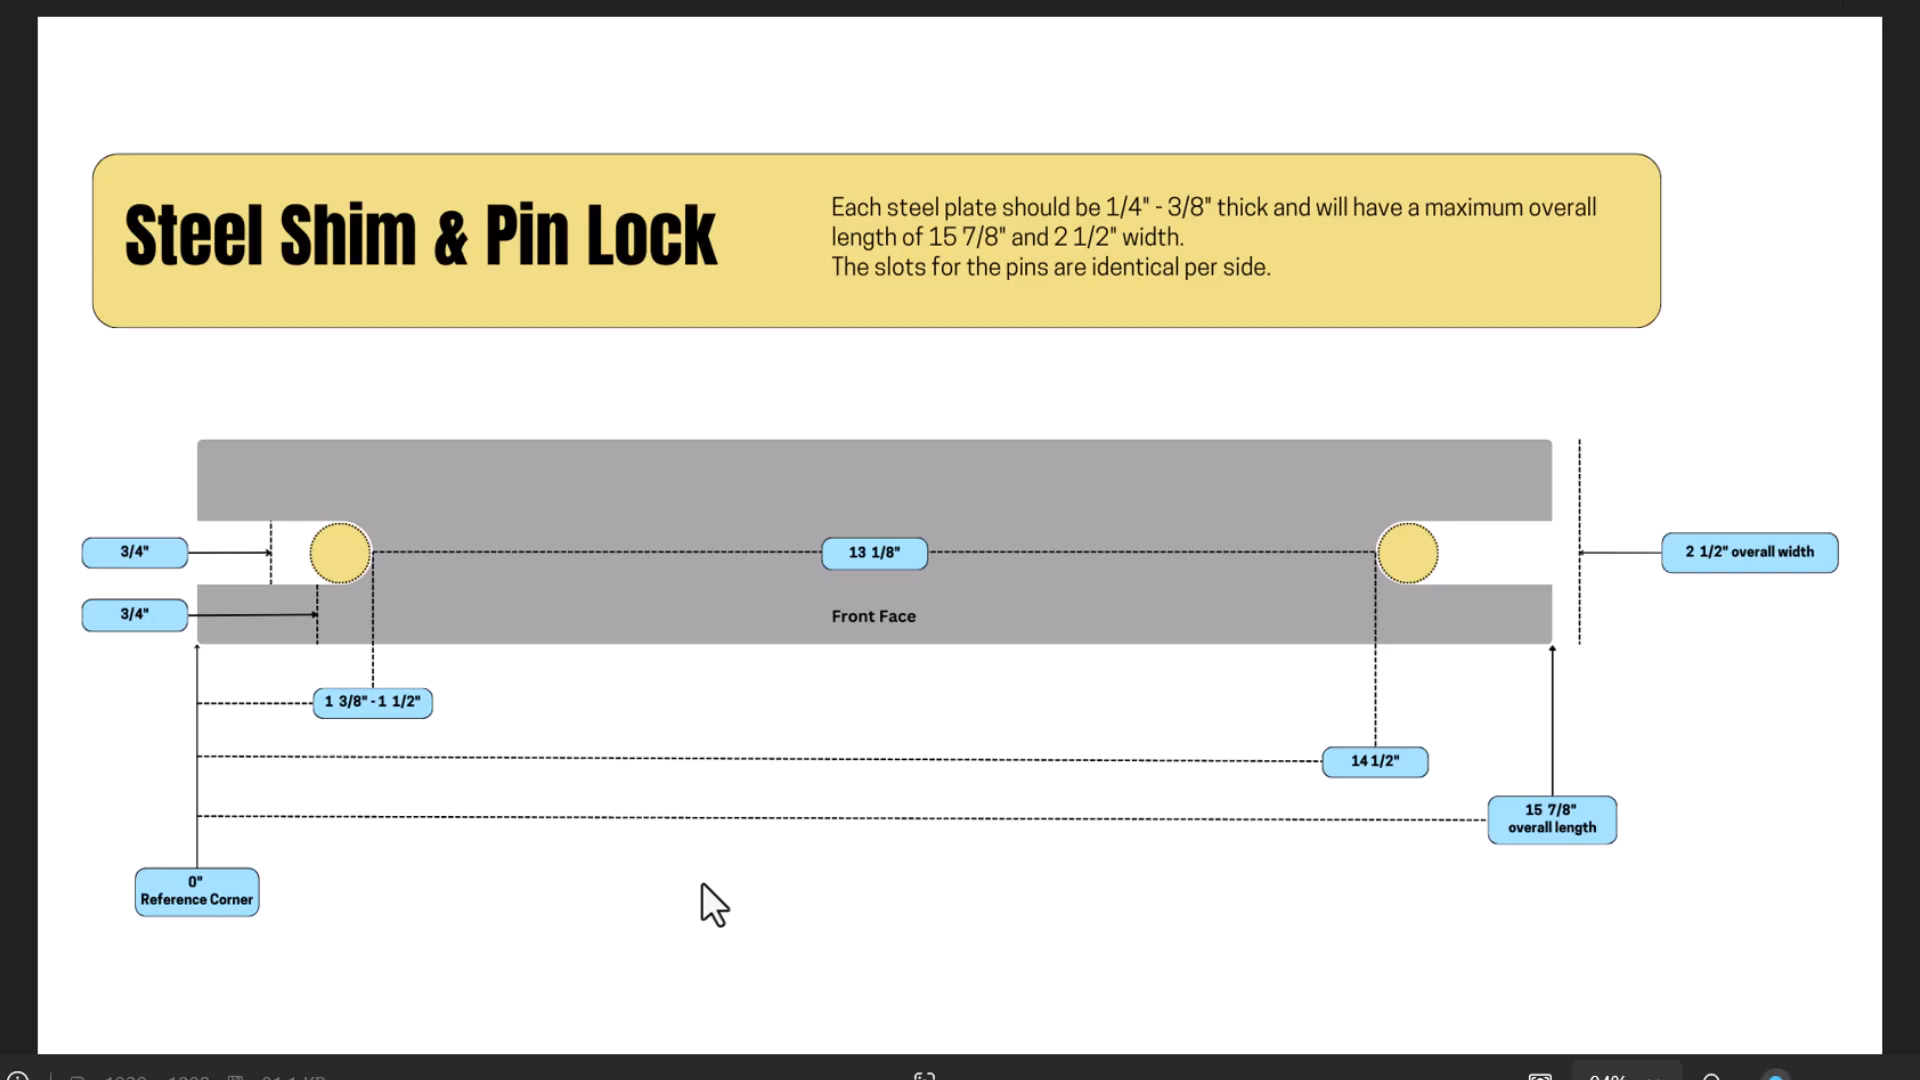 Steel Shim & Pin Lock
Each steel plate should be 1/4" - 3/8" thick and will have a maximum overall
length of 15 7/8" and 2 1/2" width.
The slots for the pins are identical per side.
3/4"
13 1/8"
2 1/2" overall width
3/4"
Front Face
1 3/8" - 1 1/2"
14 1/2"
15 7/8"
overall length
0"
Reference Corner